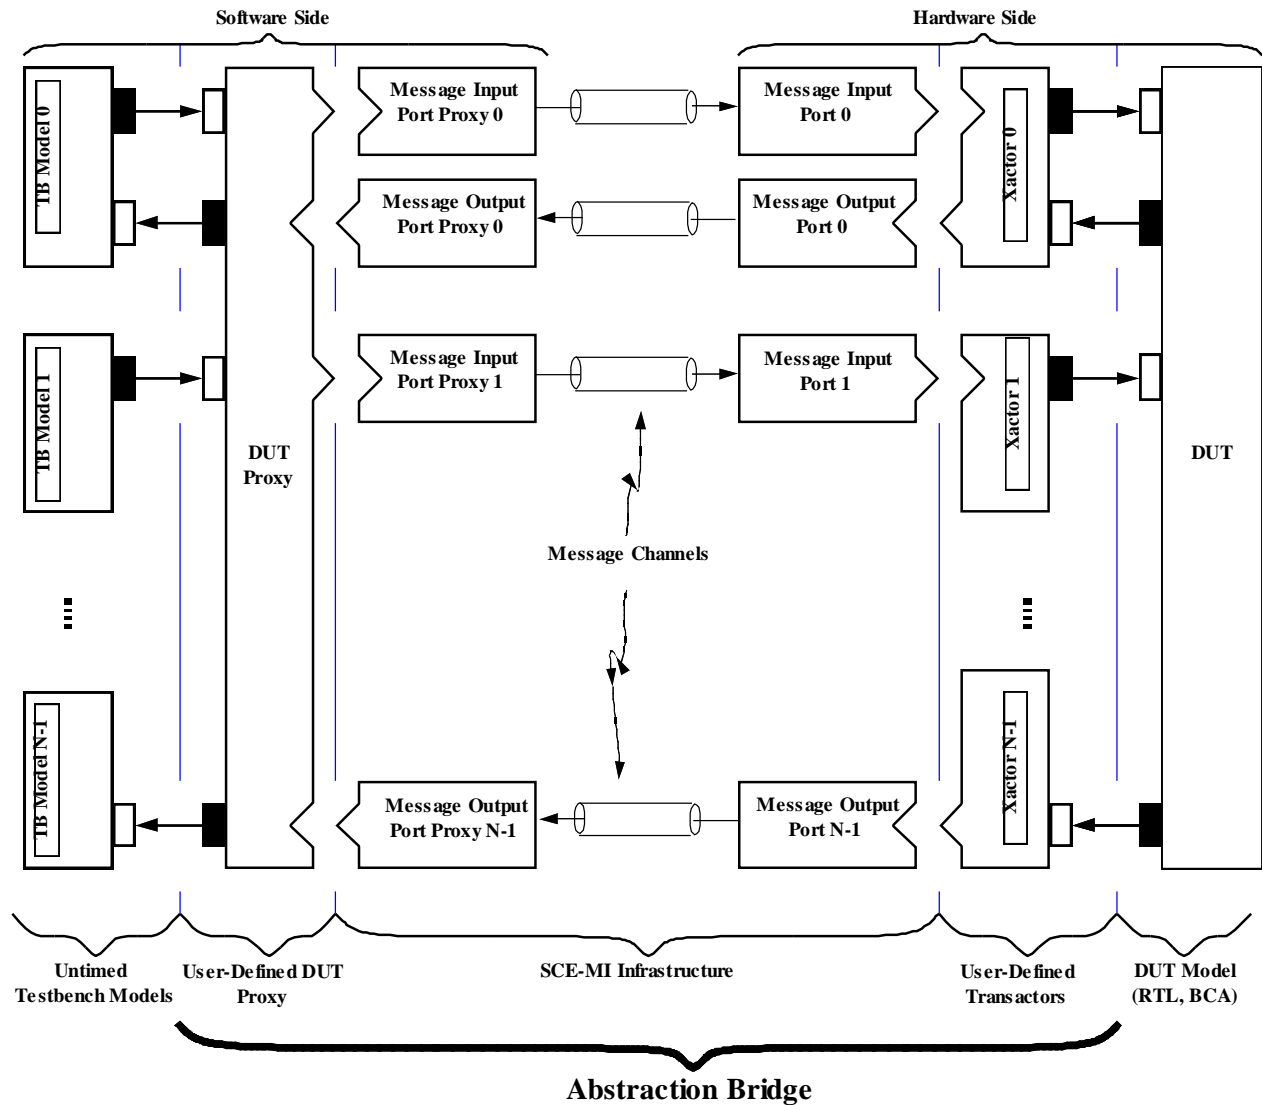 Software Side
Hardware Side
TB Model 0
Message Input
Port Proxy 0
Message Input
Port 0
Xactor 0
Message Output
Port Proxy 0
Message Output
Port 0
TB Model 1
Message Input
Port Proxy 1
Message Input
Port 1
Xactor 1
DUT
Proxy
DUT
Message Channels
TB Model N-1
Message Output
Port Proxy N-1
Message Output
Port N-1
Xactor N-1
Untimed
Testbench Models
User-Defined DUT
Proxy
SCE-MI Infrastructure
User-Defined
Transactors
DUT Model
(RTL, BCA)
Abstraction Bridge